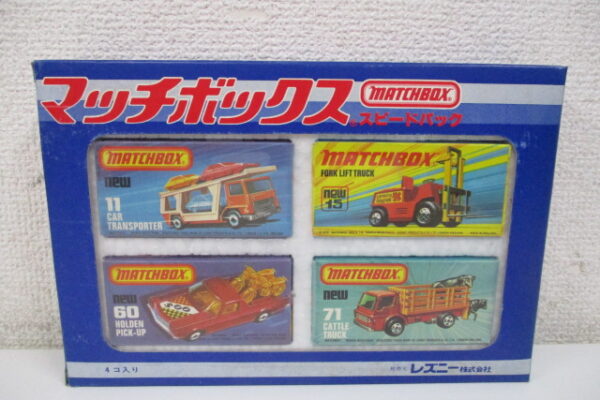 マッチボックス
MATCHBOX
スピードパック
MATCHBOX
new
11
CAR
TRANSPORTER
MATCHBOX
FORK LIFT TRUCK
new
15
MATCHBOX
new
60
HOLDEN
PICK-UP
500
MATCHBOX
new
71
CATTLE
TRUCK
4コ入り
レズニー株式会社